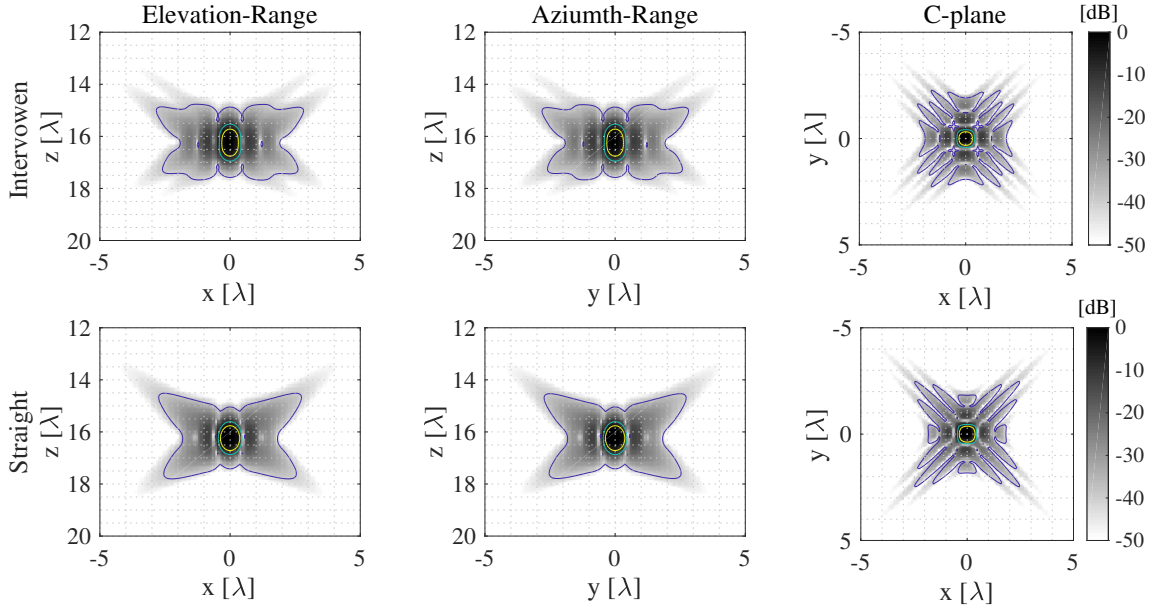 Elevation-Range
Aziumth-Range
C-plane
[dB]
Intervowen
z [λ]
12
14
16
18
20
-5
0
5
x [λ]
z [λ]
12
14
16
18
20
-5
0
5
y [λ]
y [λ]
-5
0
5
-5
0
5
x [λ]
0
-10
-20
-30
-40
-50
Straight
z [λ]
12
14
16
18
20
-5
0
5
x [λ]
z [λ]
12
14
16
18
20
-5
0
5
y [λ]
y [λ]
-5
0
5
-5
0
5
x [λ]
[dB]
0
-10
-20
-30
-40
-50